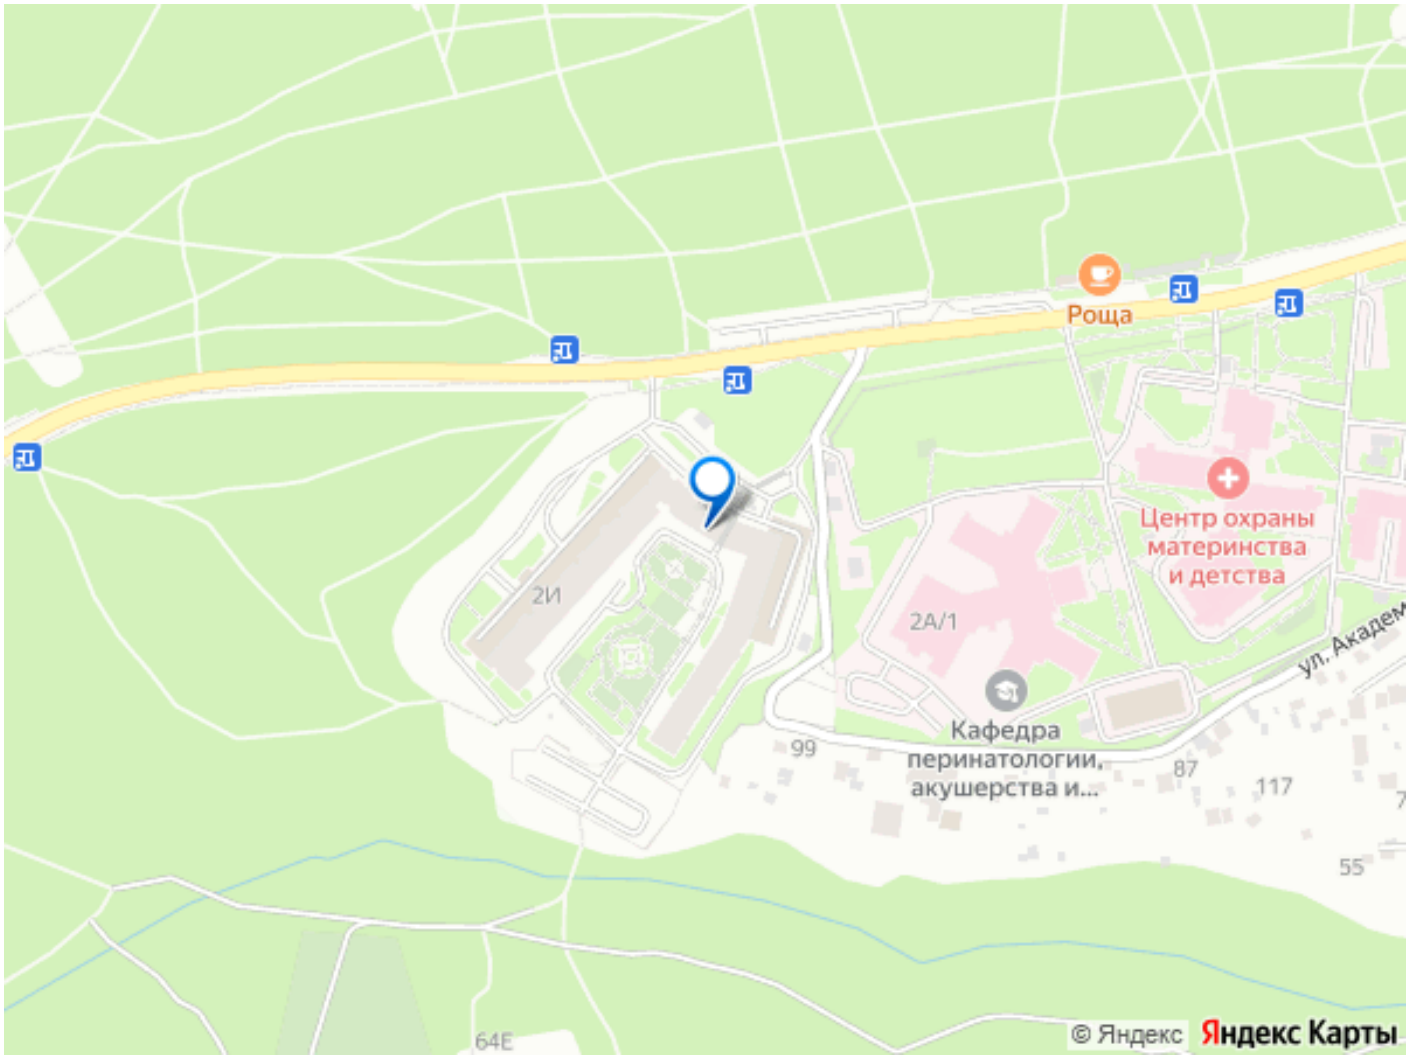 Роща
Центр охраны
материнства
и детства
2И
2А/1
ул. Академ
Кафедра
перинатологии,
акушерства и...
99
87
117
7
55
64Е
© Яндекс
Яндекс Карты